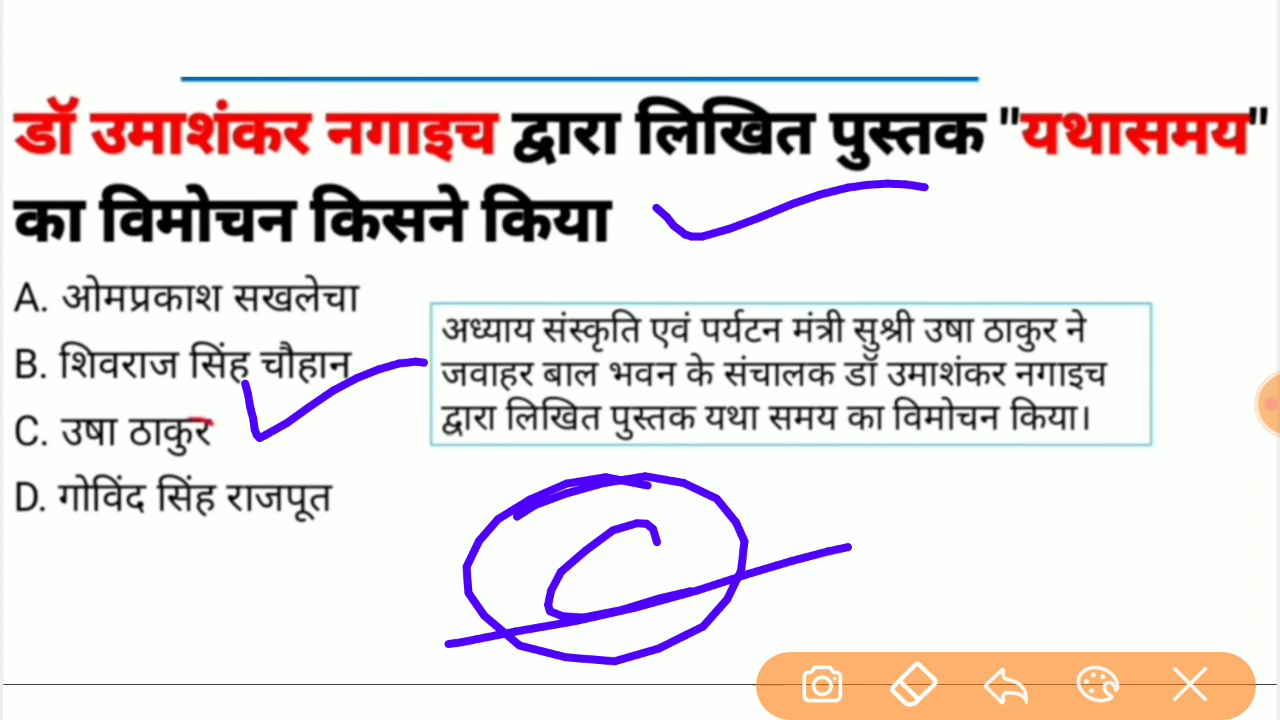 डॉ उमाशंकर नगाइच द्वारा लिखित पुस्तक "यथासमय"
का विमोचन किसने किया
A. ओमप्रकाश सखलेचा
B. शिवराज सिंह चौहान
C. उषा ठाकुर
D. गोविंद सिंह राजपूत
अध्याय संस्कृति एवं पर्यटन मंत्री सुश्री उषा ठाकुर ने
जवाहर बाल भवन के संचालक डॉ उमाशंकर नगाइच
द्वारा लिखित पुस्तक यथा समय का विमोचन किया।
C